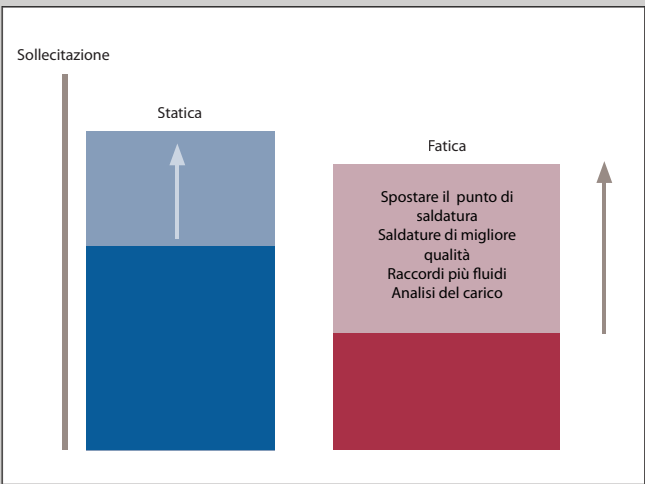 Sollecitazione
Statica
Fatica
Spostare il punto di
saldatura
Saldature di migliore
qualità
Raccordi più fluidi
Analisi del carico